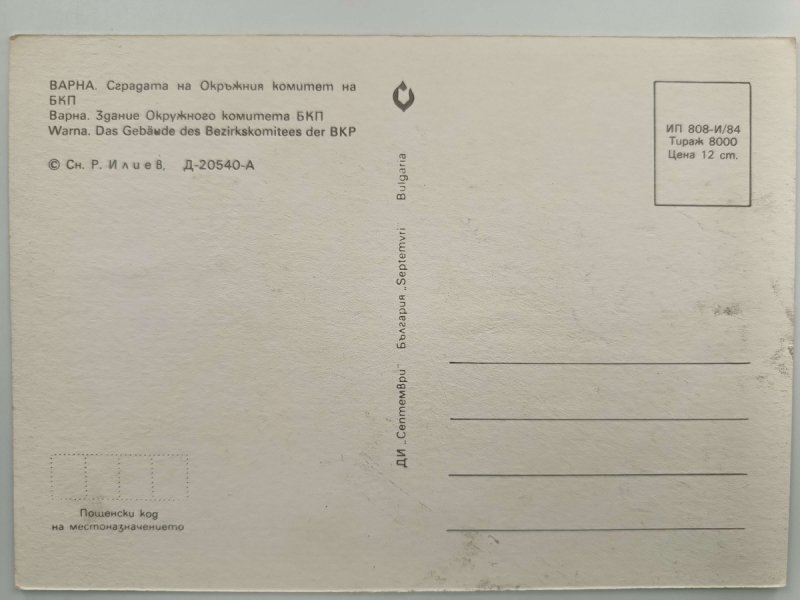 ВАРНА. Сградата на Окръжния комитет на
БКП
Варна. Здание Окружного комитета БКП
Warna. Das Gebäude des Bezirkskomitees der BKP
© Сн. Р. Илиев, Д-20540-А
ДИ „Септември" България „Septemvri" Bulgaria
ИП 808-И/84
Тираж 8000
Цена 12 ст.
Пощенски код
на местоназначението